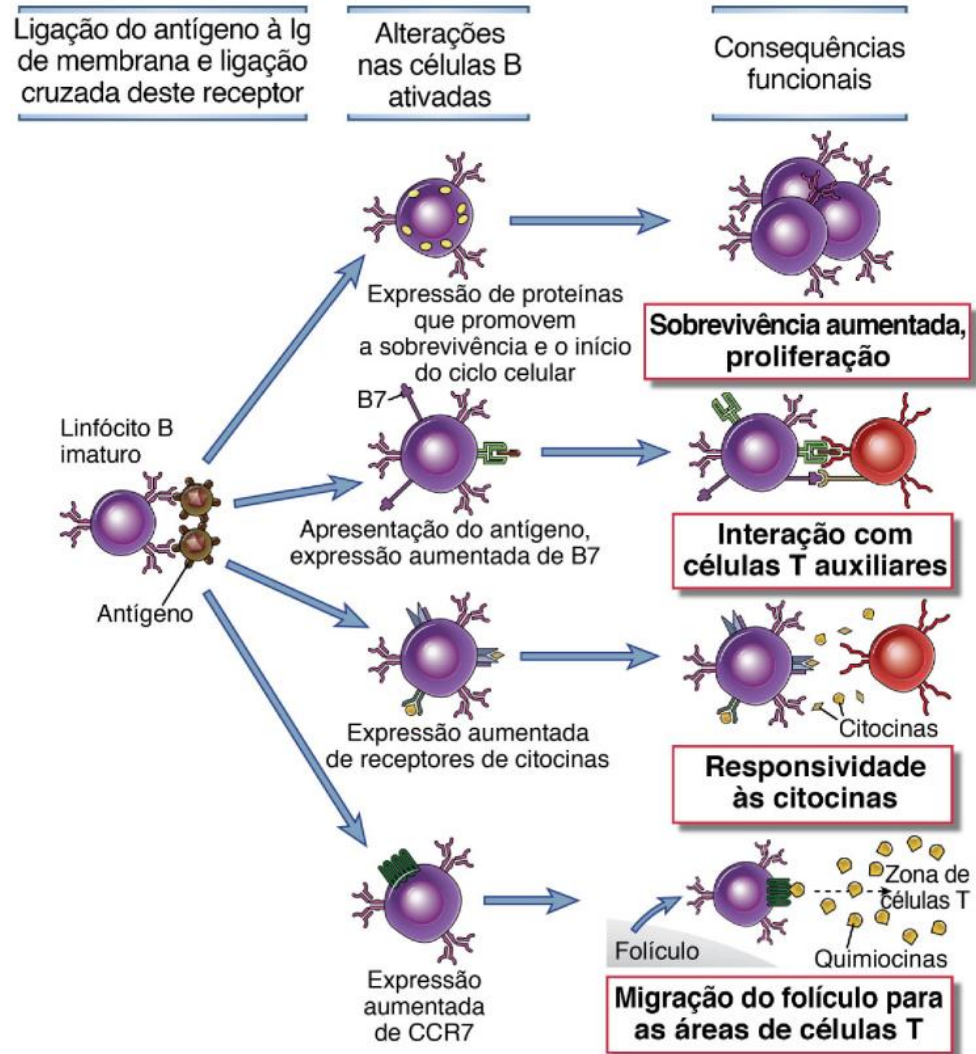 Ligação do antígeno à Ig
de membrana e ligação
cruzada deste receptor
Alterações
nas células B
ativadas
Consequências
funcionais
Expressão de proteínas
que promovem
a sobrevivência e o início
do ciclo celular
Sobrevivência aumentada,
proliferação
Linfócito B
imaturo
Antígeno
B7
Apresentação do antígeno,
expressão aumentada de B7
Interação com
células T auxiliares
Expressão aumentada
de receptores de citocinas
Citocinas
Responsividade
às citocinas
Expressão
aumentada
de CCR7
Folículo
Zona de
células T
Quimiocinas
Migração do folículo para
as áreas de células T